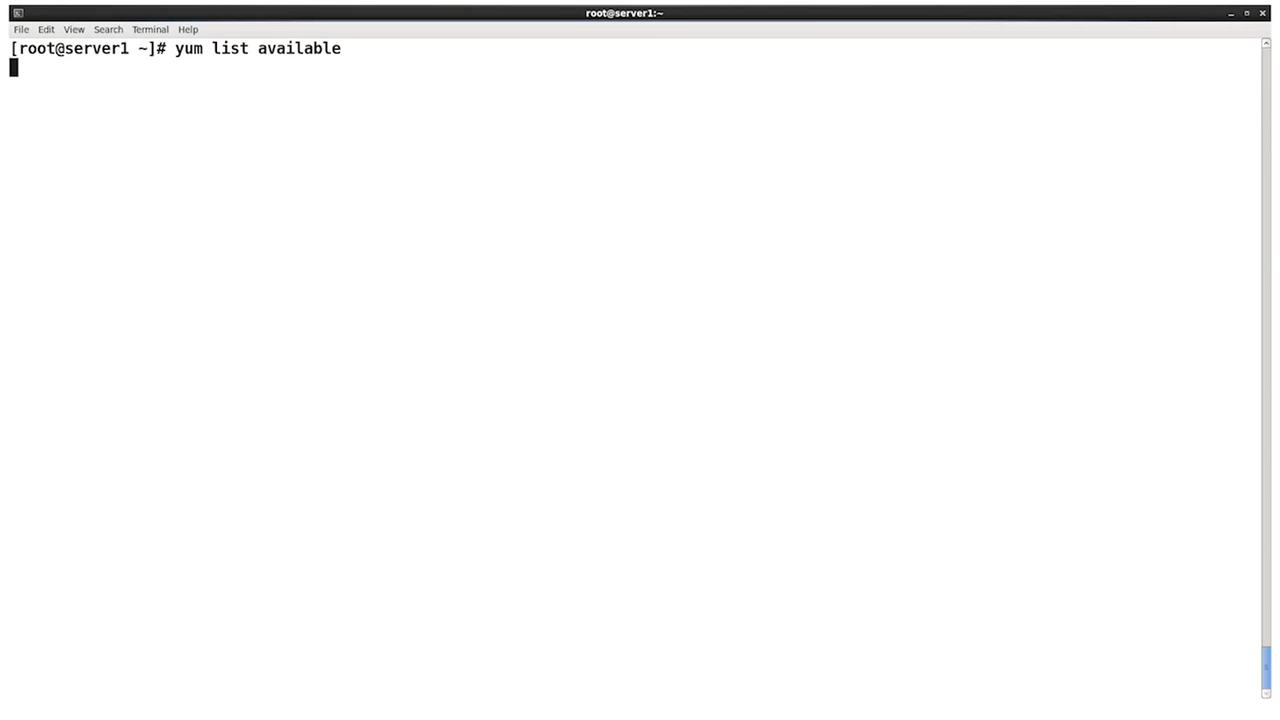 root@server1:~
File Edit View Search Terminal Help
[root@server1 ~]# yum list available